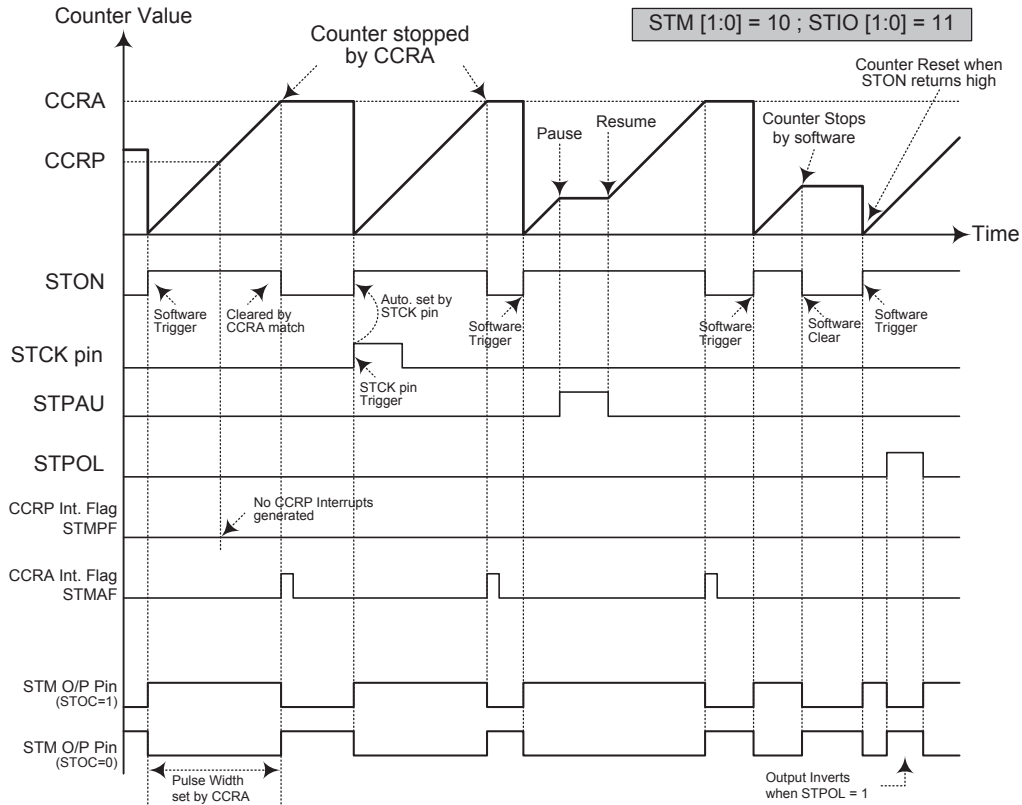 Counter Value
STM [1:0] = 10 ; STIO [1:0] = 11
Counter stopped
by CCRA
Counter Reset when
STON returns high
CCRA
CCRP
Pause
Resume
Counter Stops
by software
Time
STON
Software
Trigger
Cleared by
CCRA match
Auto. set by
STCK pin
Software
Trigger
Software
Trigger
Software
Clear
Software
Trigger
STCK pin
STCK pin
Trigger
STPAU
STPOL
CCRP Int. Flag
STMPF
No CCRP Interrupts
generated
CCRA Int. Flag
STMAF
STM O/P Pin
(STOC=1)
STM O/P Pin
(STOC=0)
Pulse Width
set by CCRA
Output Inverts
when STPOL = 1